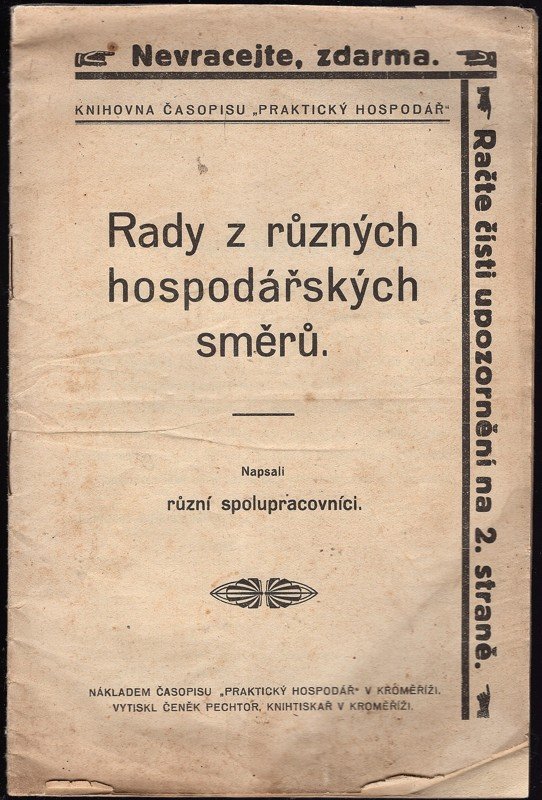 Nevracejte, zdarma.
KNIHOVNA ČASOPISU „PRAKTICKÝ HOSPODÁŘ“
Rady z různých
hospodářských
směrů.
Napsali
různí spolupracovníci.
NÁKLADEM ČASOPISU „PRAKTICKÝ HOSPODÁŘ“ V KROMĚŘÍŽI.
VYTISKL ČENĚK PECHTOR, KNIHTISKAŘ V KROMĚŘÍŽI.
Račte čísti upozornění na 2. straně.